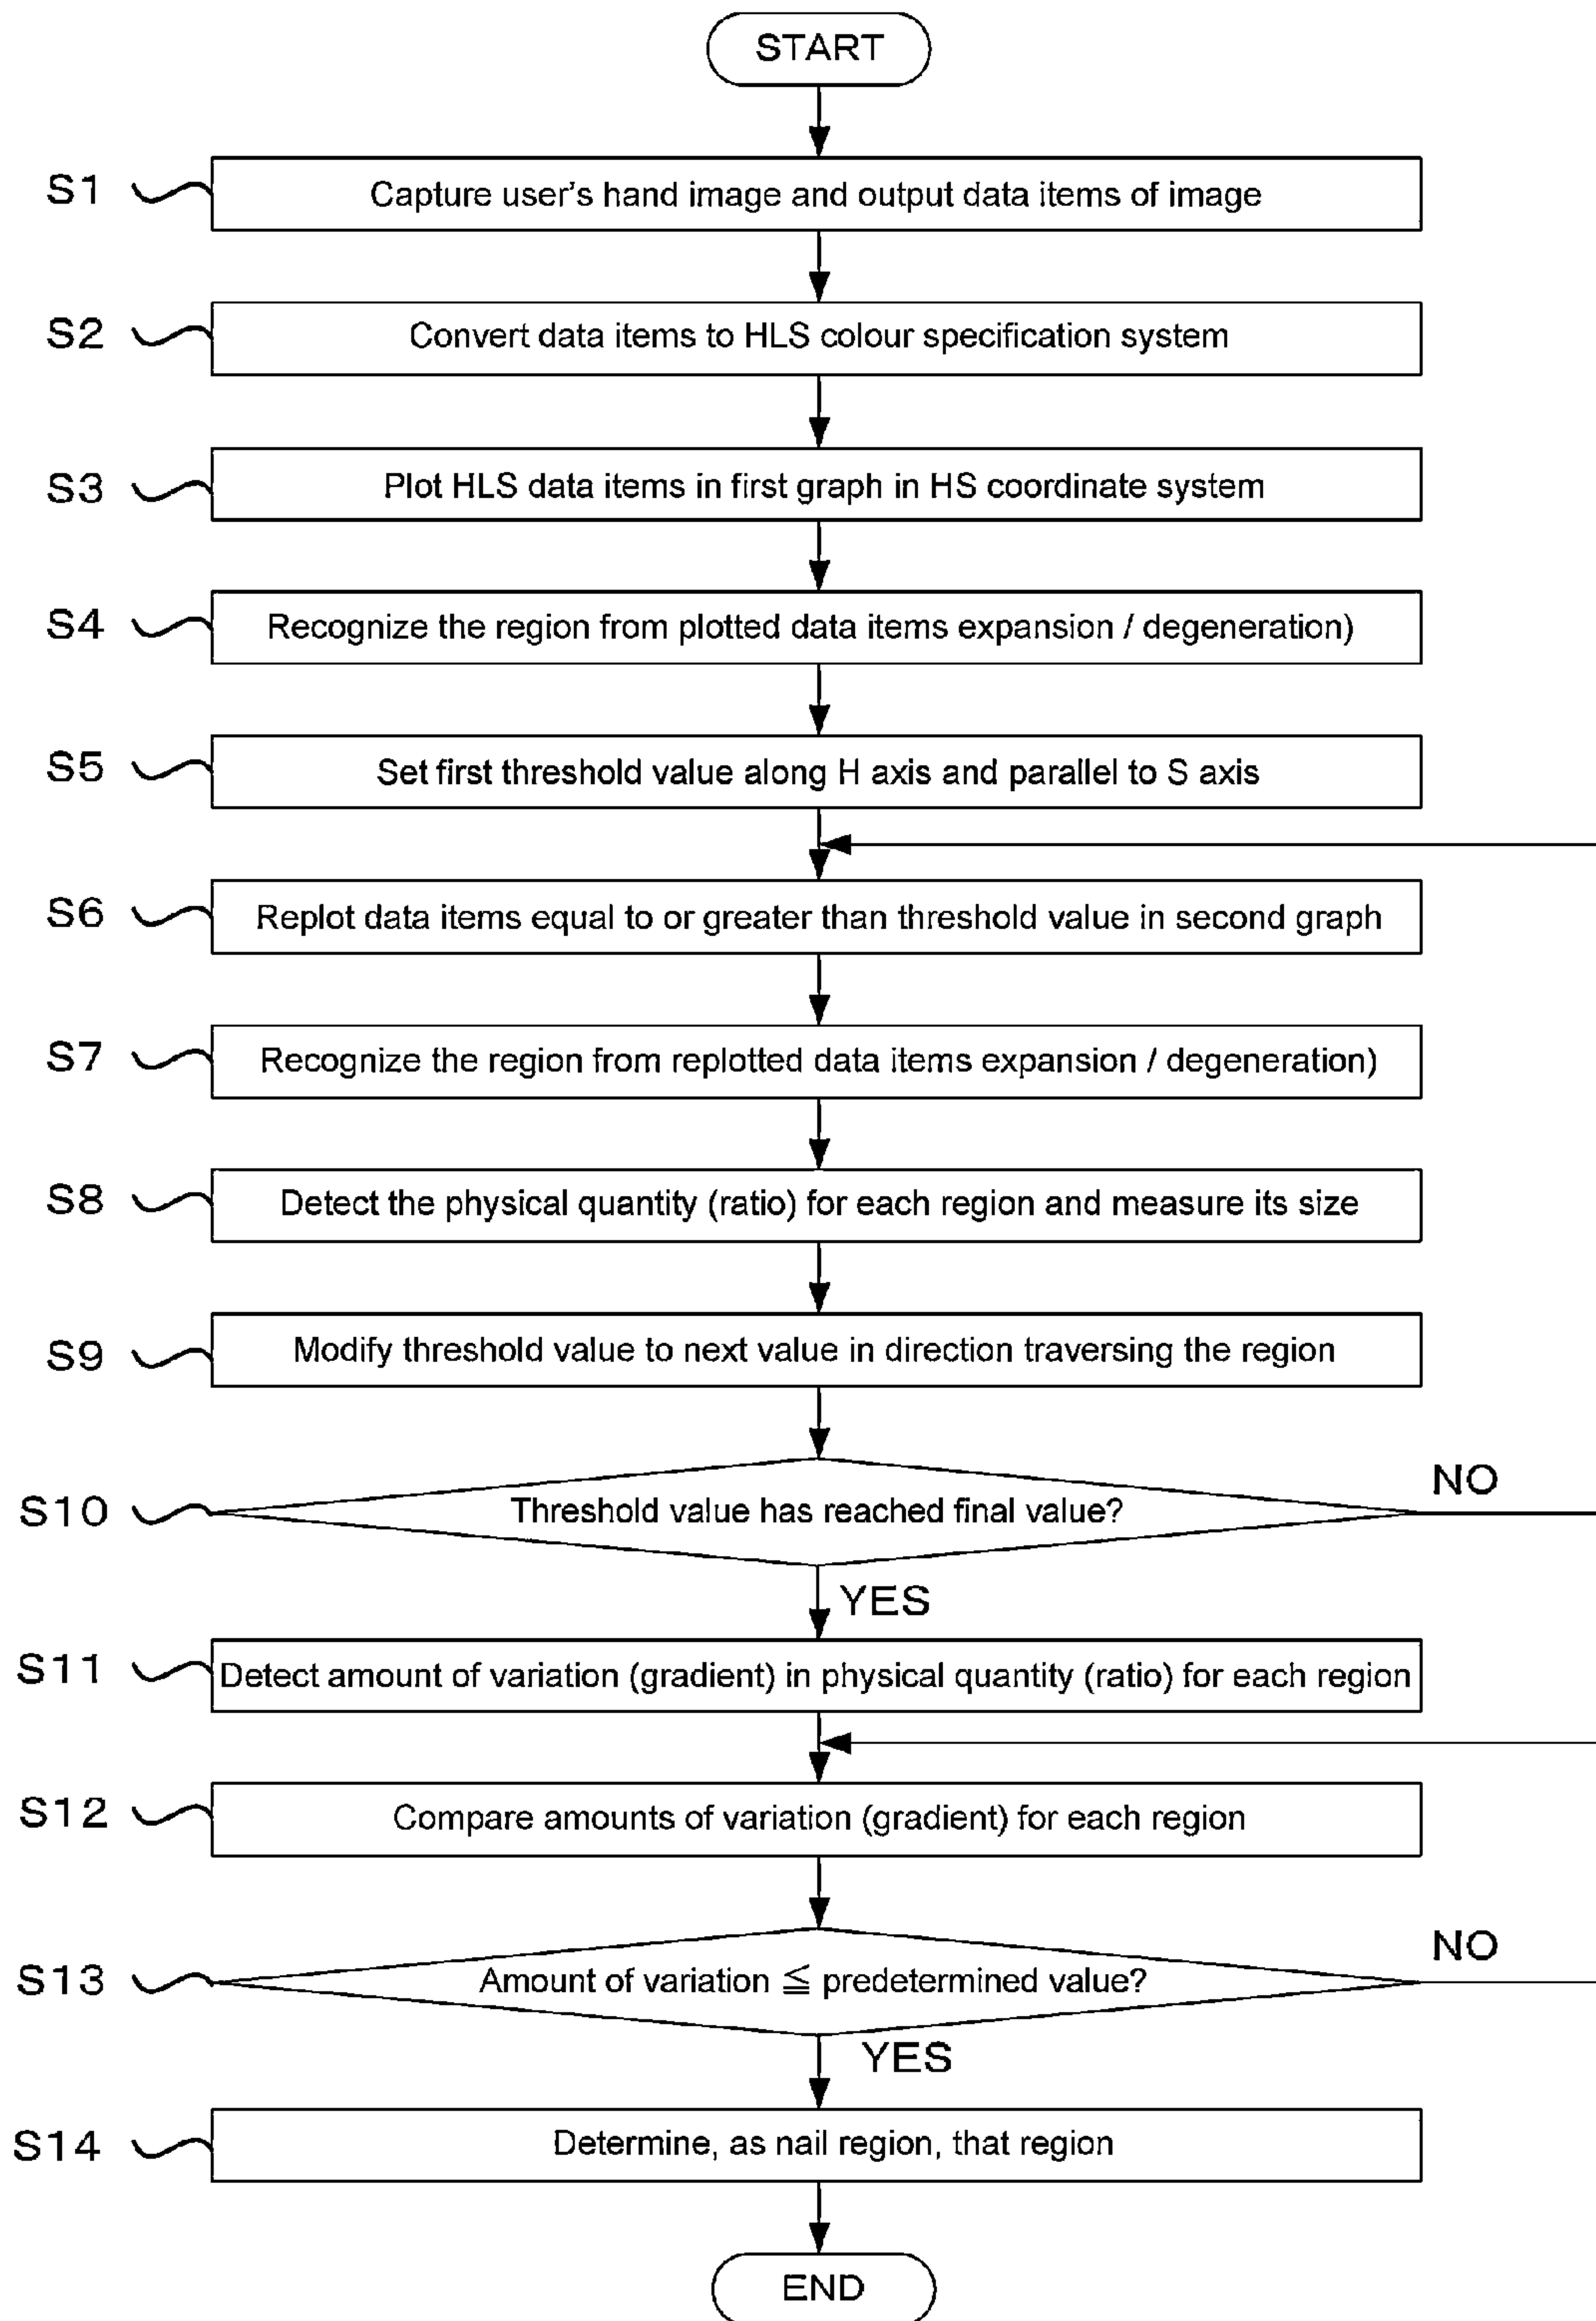 START
S1 Capture user's hand image and output data items of image
S2 Convert data items to HLS colour specification system
S3 Plot HLS data items in first graph in HS coordinate system
S4 Recognize the region from plotted data items expansion / degeneration)
S5 Set first threshold value along H axis and parallel to S axis
S6 Replot data items equal to or greater than threshold value in second graph
S7 Recognize the region from replotted data items expansion / degeneration)
S8 Detect the physical quantity (ratio) for each region and measure its size
S9 Modify threshold value to next value in direction traversing the region
NO
S10 Threshold value has reached final value?
YES
S11 Detect amount of variation (gradient) in physical quantity (ratio) for each region
S12 Compare amounts of variation (gradient) for each region
NO
S13 Amount of variation ≦ predetermined value?
YES
S14 Determine, as nail region, that region
END